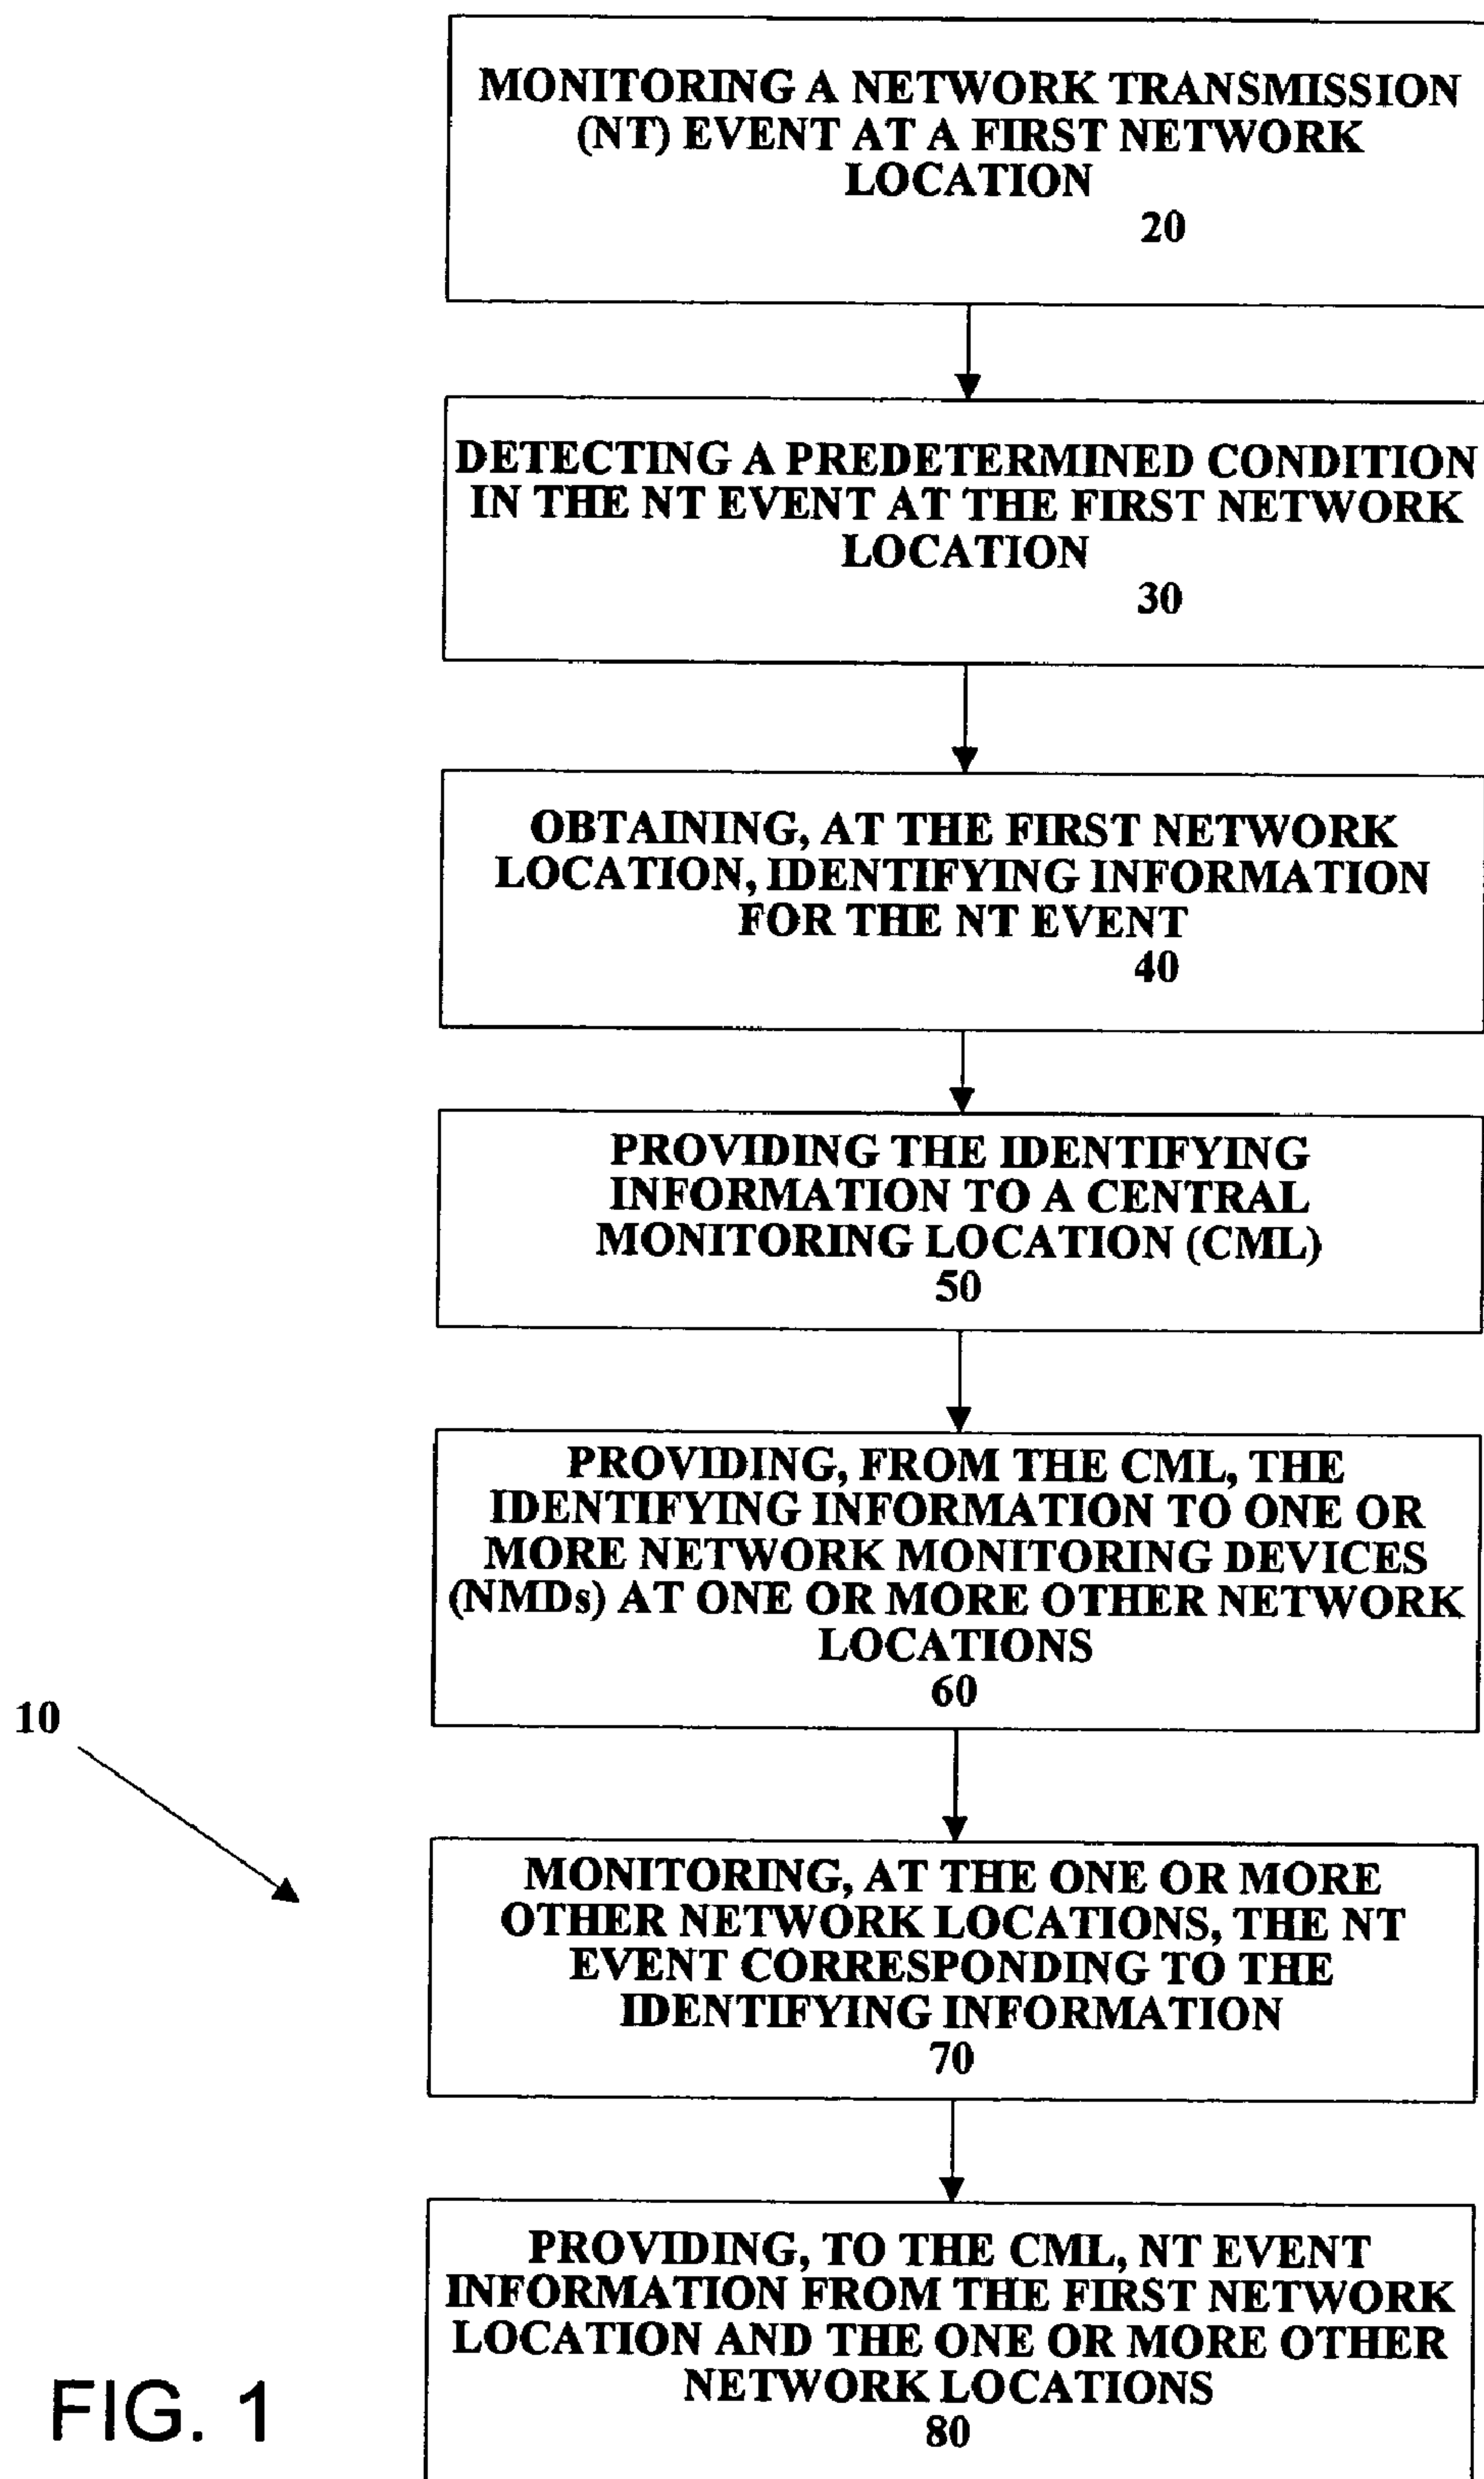 MONITORING A NETWORK TRANSMISSION
(NT) EVENT AT A FIRST NETWORK
LOCATION
20
DETECTING A PREDETERMINED CONDITION
IN THE NT EVENT AT THE FIRST NETWORK
LOCATION
30
OBTAINING, AT THE FIRST NETWORK
LOCATION, IDENTIFYING INFORMATION
FOR THE NT EVENT
40
PROVIDING THE IDENTIFYING
INFORMATION TO A CENTRAL
MONITORING LOCATION (CML)
50
PROVIDING, FROM THE CML, THE
IDENTIFYING INFORMATION TO ONE OR
MORE NETWORK MONITORING DEVICES
(NMDs) AT ONE OR MORE OTHER NETWORK
LOCATIONS
60
10
MONITORING, AT THE ONE OR MORE
OTHER NETWORK LOCATIONS, THE NT
EVENT CORRESPONDING TO THE
IDENTIFYING INFORMATION
70
PROVIDING, TO THE CML, NT EVENT
INFORMATION FROM THE FIRST NETWORK
LOCATION AND THE ONE OR MORE OTHER
NETWORK LOCATIONS
80
FIG. 1